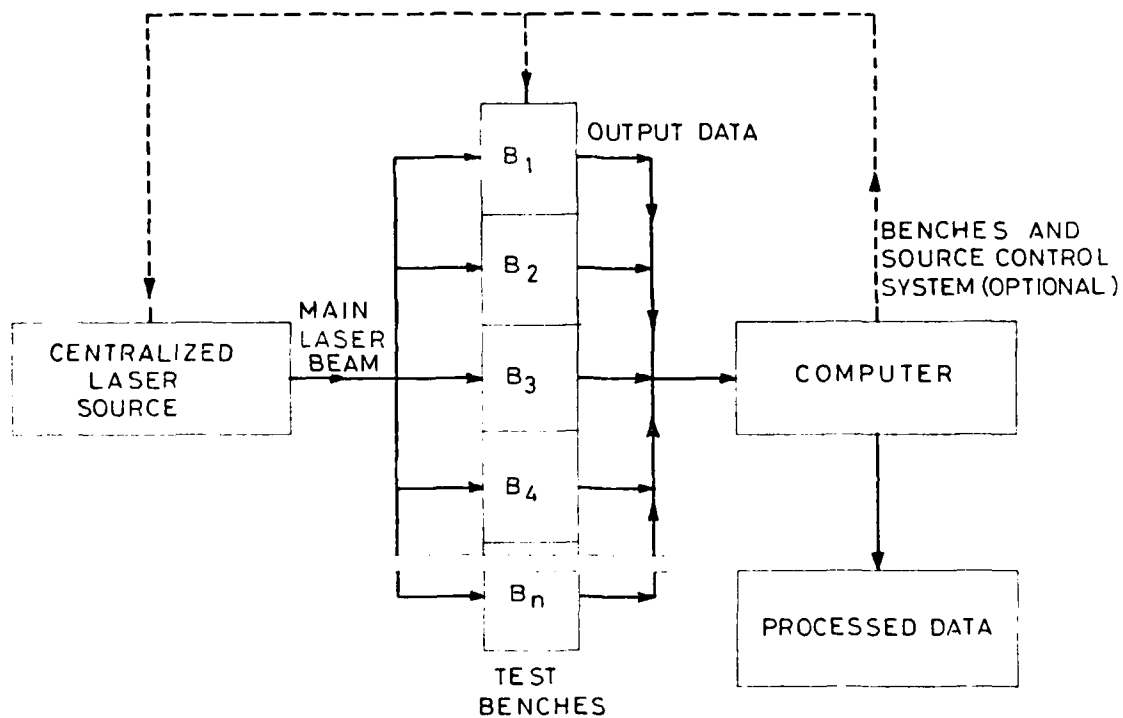 OUTPUT DATA
B1
B2
B3
B4
Bn
TEST
BENCHES
MAIN
LASER
BEAM
CENTRALIZED
LASER
SOURCE
BENCHES AND
SOURCE CONTROL
SYSTEM (OPTIONAL)
COMPUTER
PROCESSED DATA